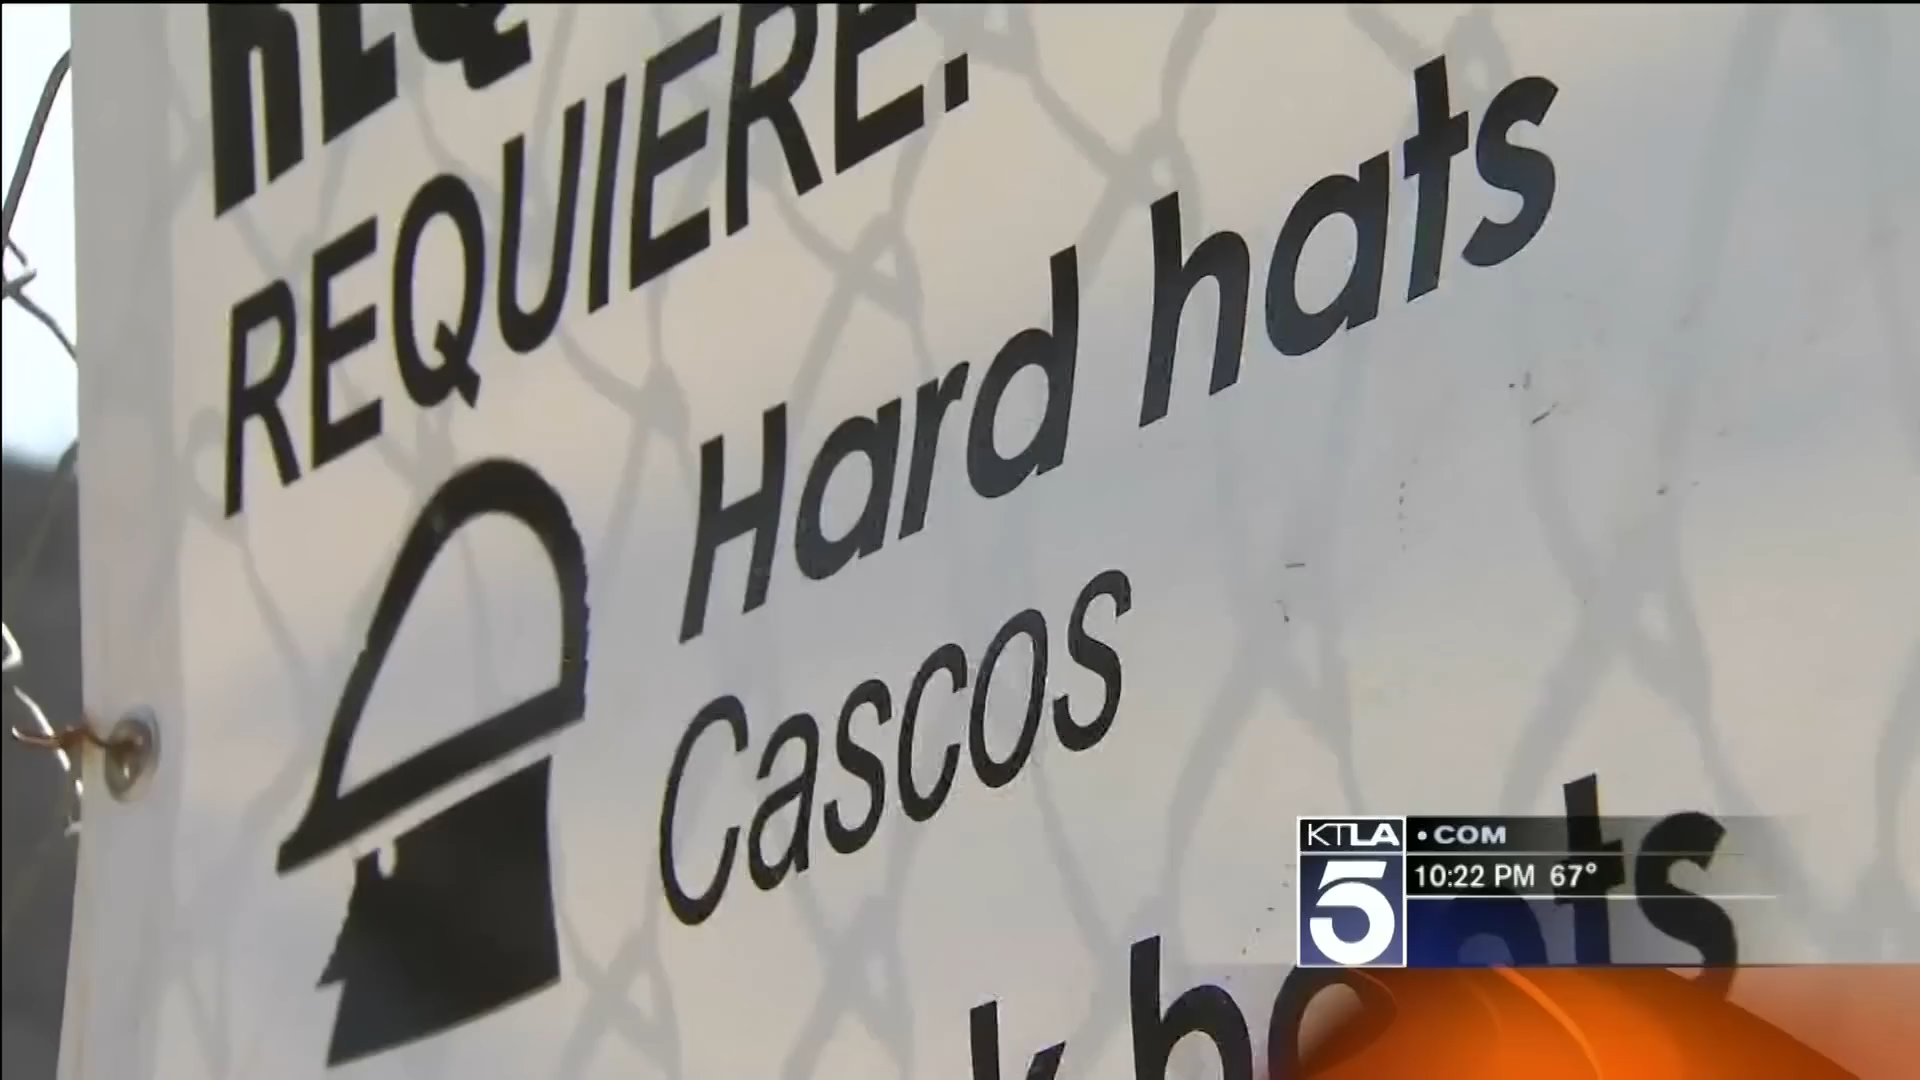 REQUIERE.
Hard hats
Cascos
KTLA •COM
5 10:22 PM 67°